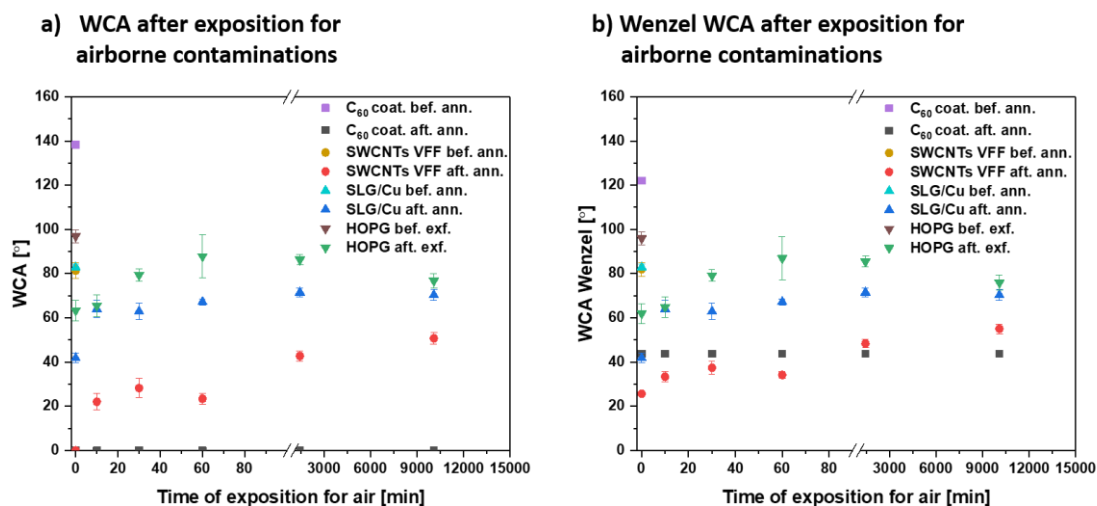 a) WCA after exposition for
airborne contaminations
160
140
120
100
80
60
40
20
0
WCA [°]
C60 coat. bef. ann.
C60 coat. aft. ann.
SWCNTs VFF bef. ann.
SWCNTs VFF aft. ann.
SLG/Cu bef. ann.
SLG/Cu aft. ann.
HOPG bef. exf.
HOPG aft. exf.
0 20 40 60 3000 6000 9000 12000 15000
Time of exposition for air [min]
b) Wenzel WCA after exposition for
airborne contaminations
160
140
120
100
80
60
40
20
0
WCA Wenzel [°]
C60 coat. bef. ann.
C60 coat. aft. ann.
SWCNTs VFF bef. ann.
SWCNTs VFF aft. ann.
SLG/Cu bef. ann.
SLG/Cu aft. ann.
HOPG bef. exf.
HOPG aft. exf.
0 20 40 60 3000 6000 9000 12000 15000
Time of exposition for air [min]